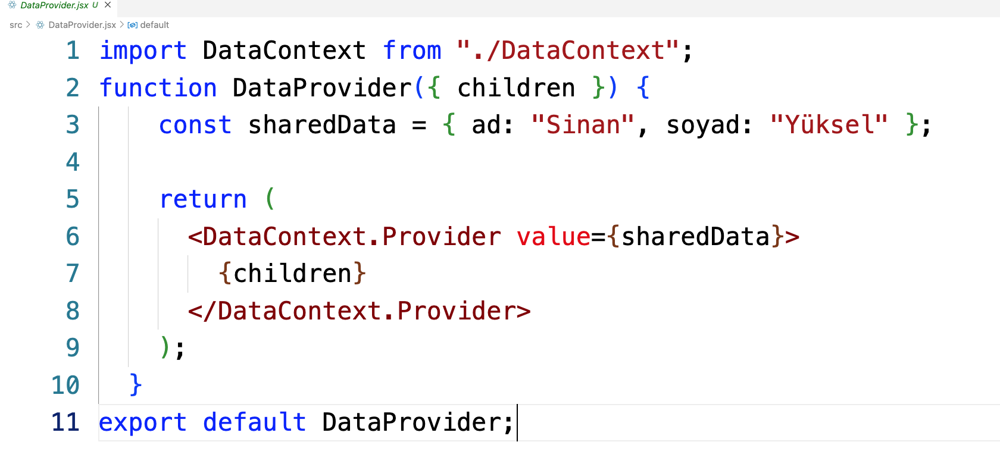 DataProvider.jsx U ×
src > DataProvider.jsx > default
1 import DataContext from "./DataContext";
2 function DataProvider({ children }) {
3     const sharedData = { ad: "Sinan", soyad: "Yüksel" };
4
5     return (
6       <DataContext.Provider value={sharedData}>
7         {children}
8       </DataContext.Provider>
9     );
10   }
11 export default DataProvider;